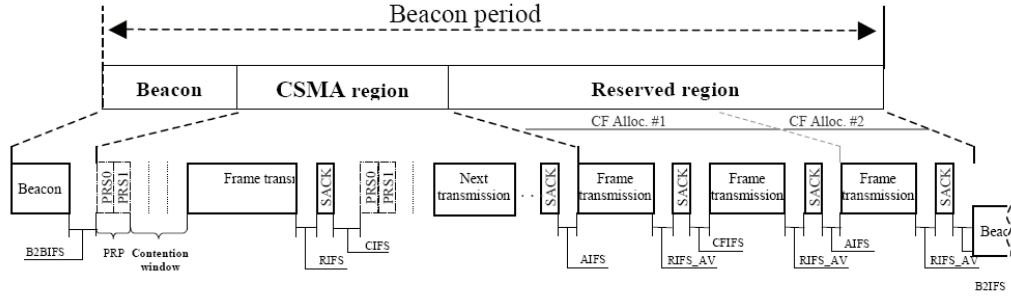 Beacon period
Beacon CSMA region Reserved region
CF Alloc. #1 CF Alloc. #2
Beacon PRS0 PRS1 Frame trans SACK PRS0 PRS1 Next transmission . . . SACK Frame transmission SACK Frame transmission SACK Frame transmission SACK
Beac
B2BIFS PRP Contention window RIFS CIFS AIFS RIFS_AV CFIFS RIFS_AV AIFS RIFS_AV
B2IFS